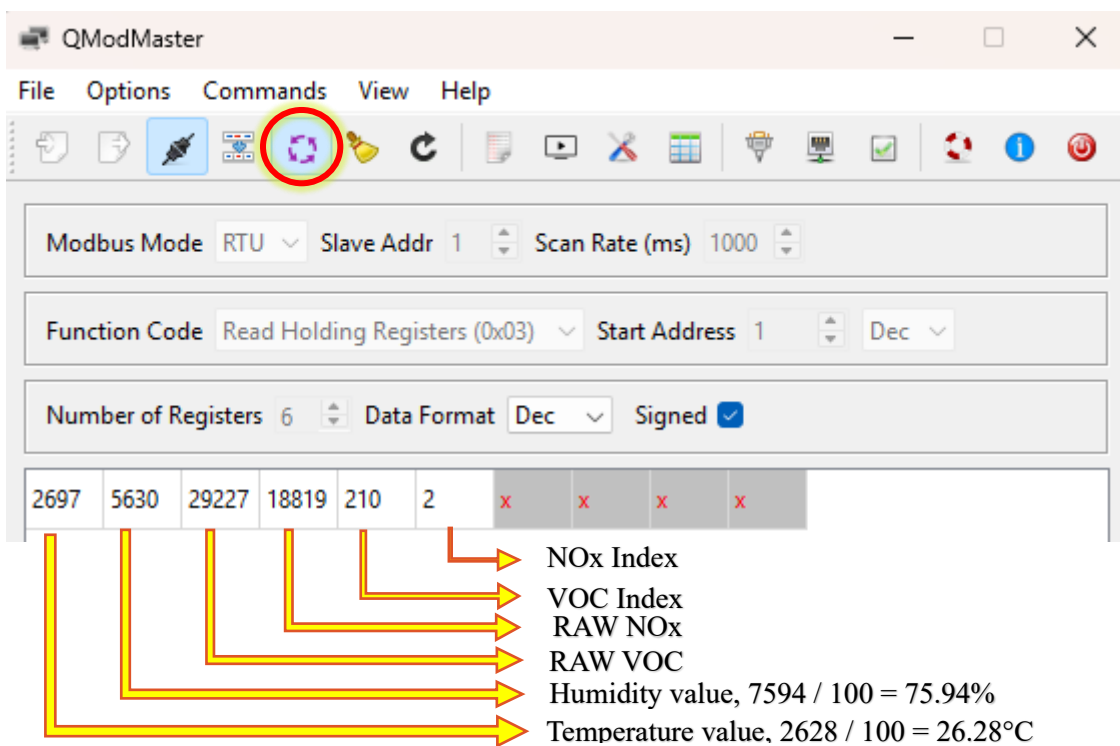 QModMaster
File Options Commands View Help
Modbus Mode RTU Slave Addr 1 Scan Rate (ms) 1000
Function Code Read Holding Registers (0x03) Start Address 1 Dec
Number of Registers 6 Data Format Dec Signed
2697 5630 29227 18819 210 2 x x x x
NOx Index
VOC Index
RAW NOx
RAW VOC
Humidity value, 7594 / 100 = 75.94%
Temperature value, 2628 / 100 = 26.28°C